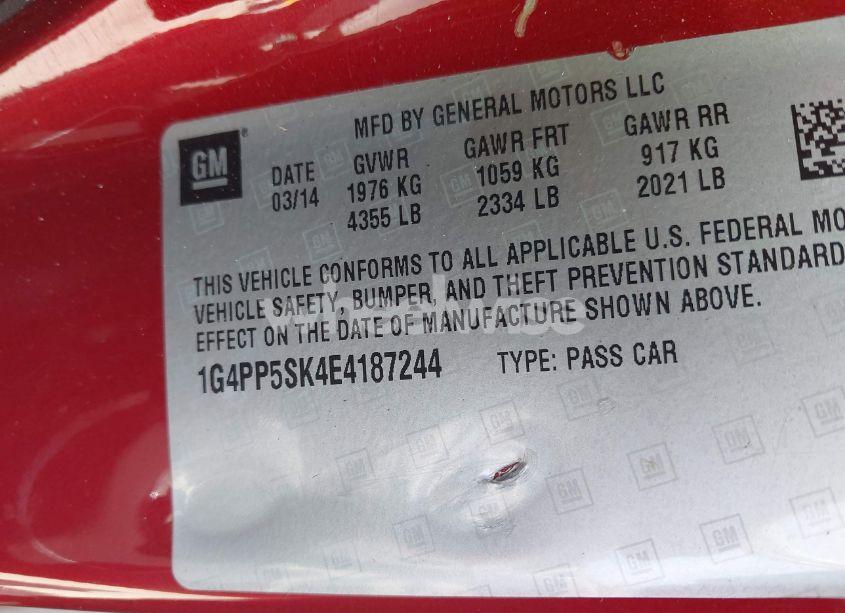 MFD BY GENERAL MOTORS LLC
GM
DATE GVWR GAWR FRT GAWR RR
03/14 1976 KG 1059 KG 917 KG
4355 LB 2334 LB 2021 LB
THIS VEHICLE CONFORMS TO ALL APPLICABLE U.S. FEDERAL MO
VEHICLE SAFETY, BUMPER, AND THEFT PREVENTION STANDARD
EFFECT ON THE DATE OF MANUFACTURE SHOWN ABOVE.
1G4PP5SK4E4187244 TYPE: PASS CAR